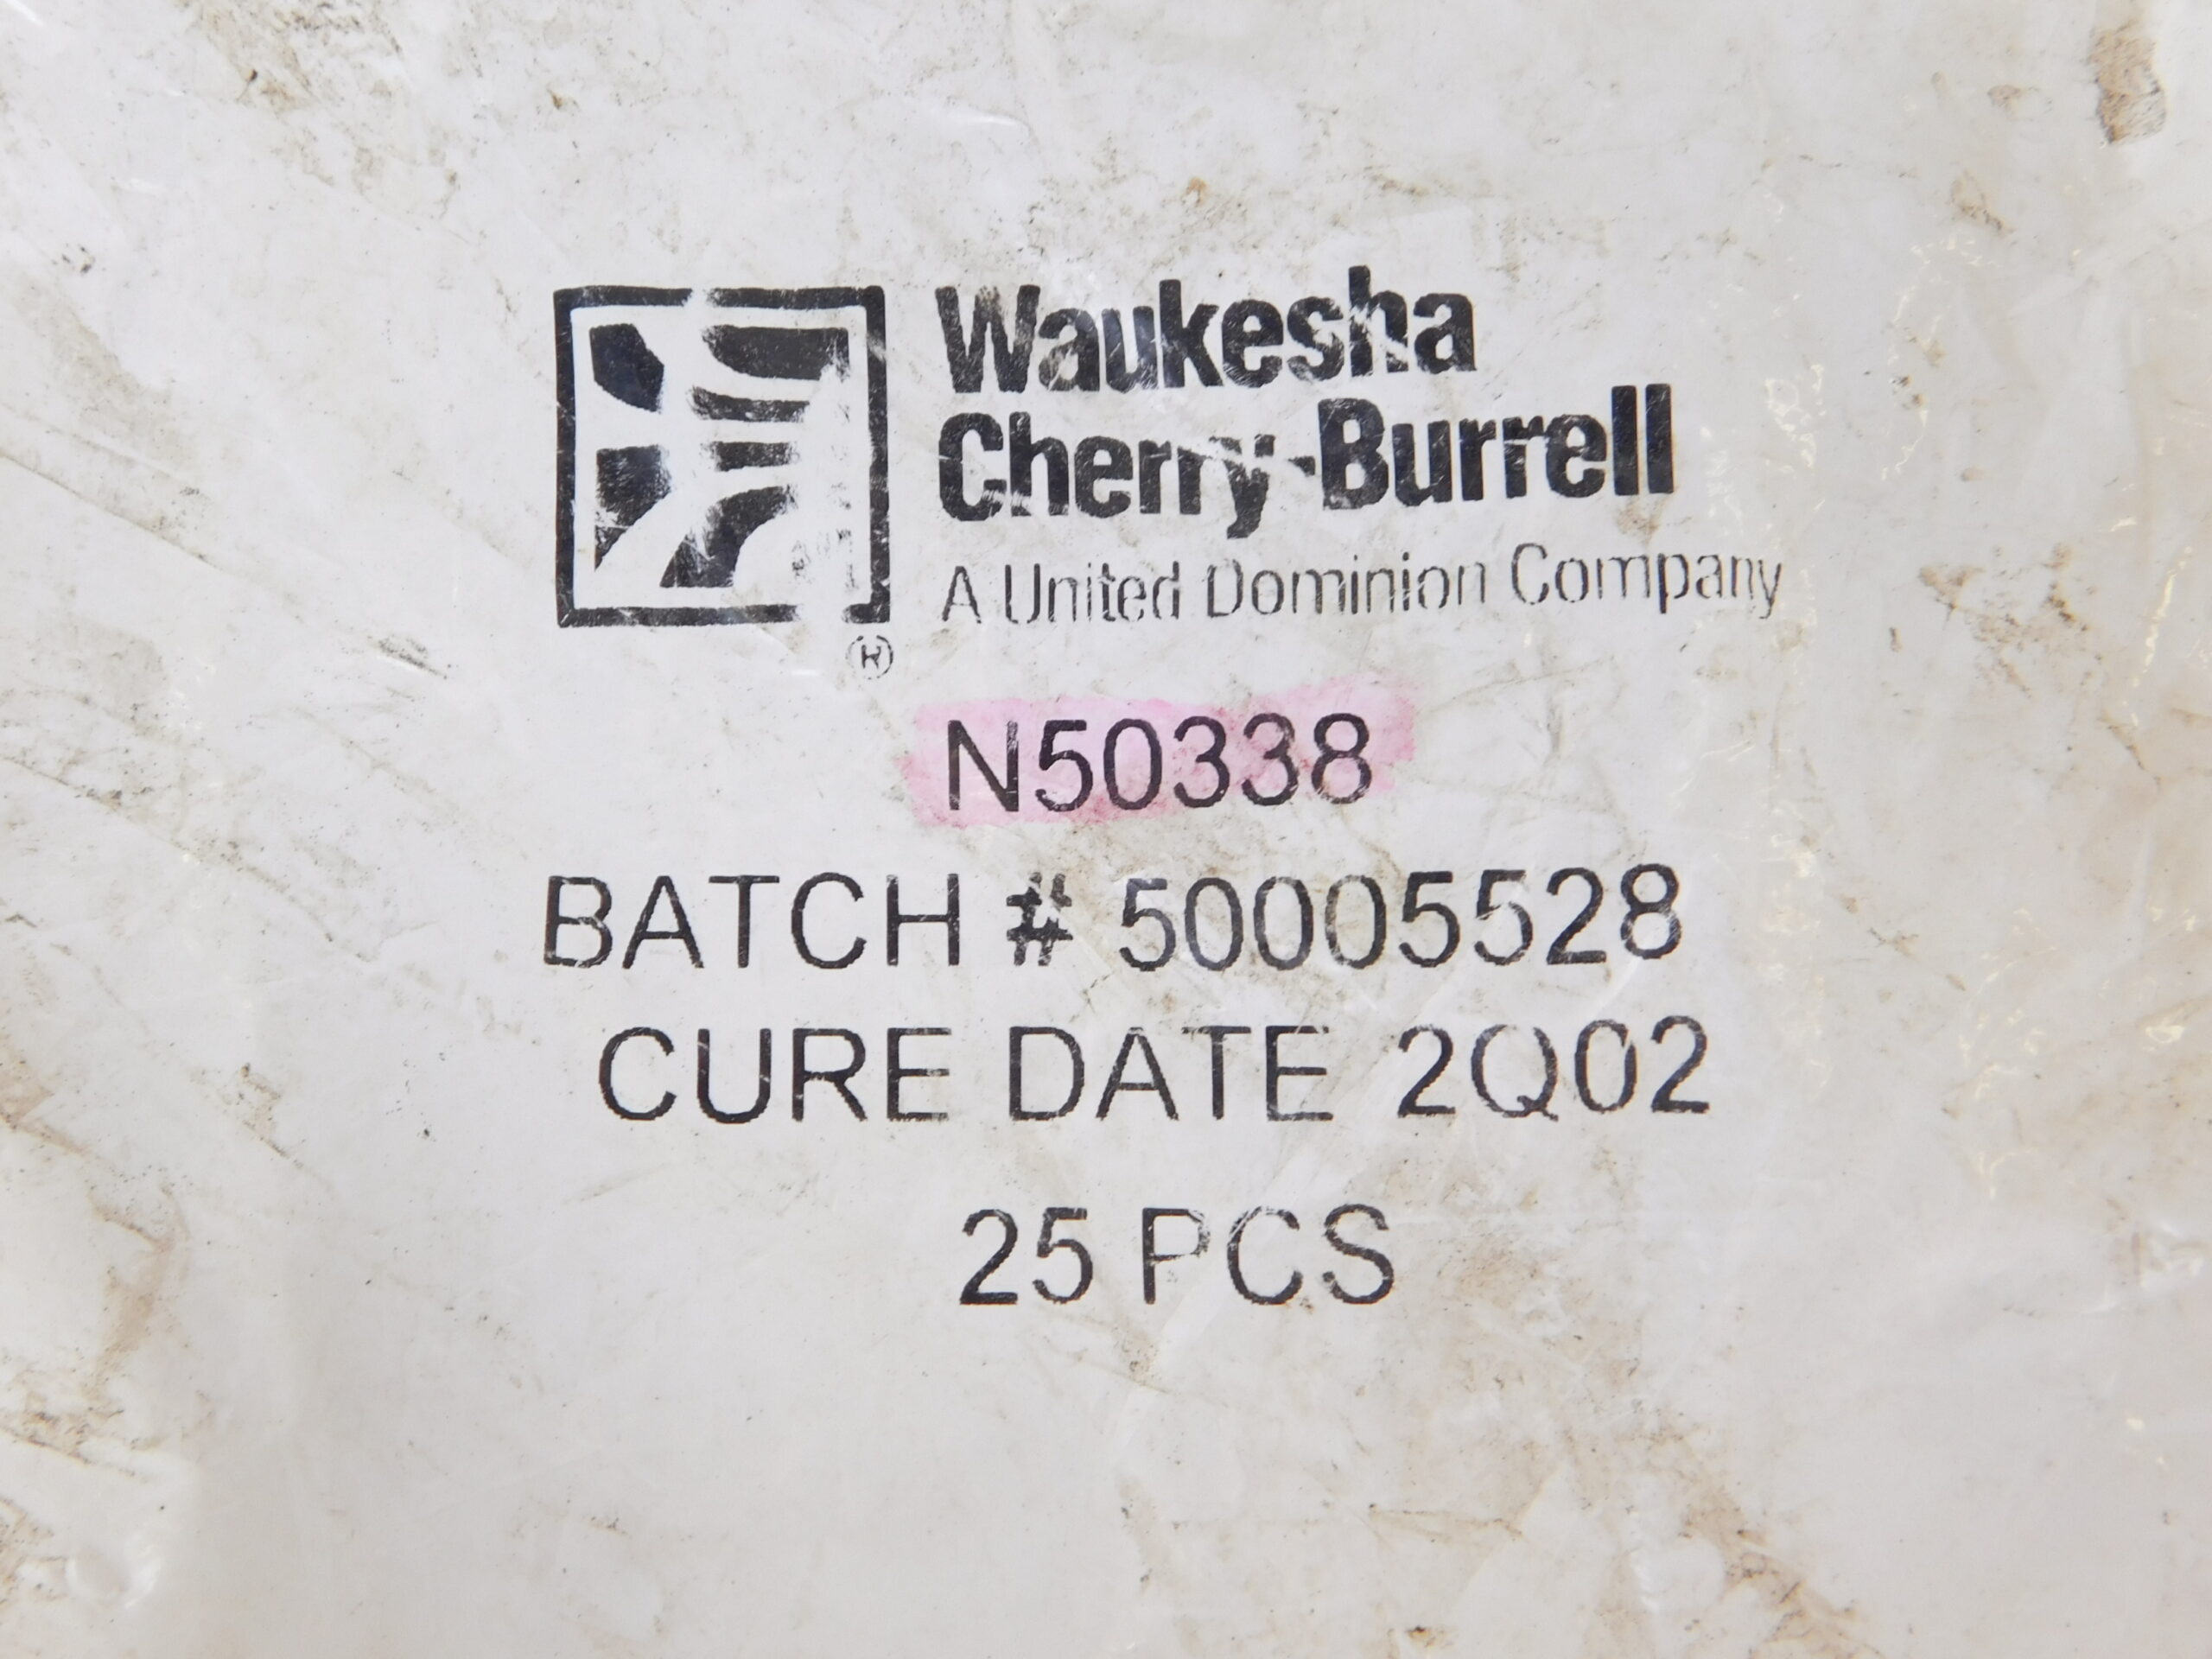 Waukesha
Cherry-Burrell
A United Dominion Company
®
N50338
BATCH # 50005528
CURE DATE 2Q02
25 PCS